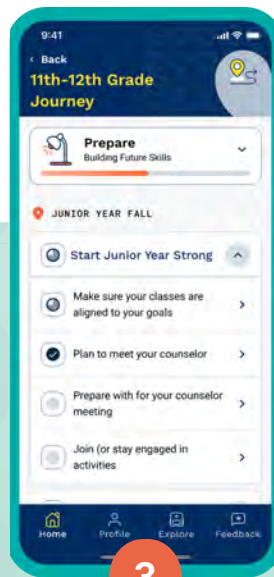 9:41
Back
11th-12th Grade
Journey
Prepare
Building Future Skills
JUNIOR YEAR FALL
Start Junior Year Strong
Make sure your classes are
aligned to your goals
Plan to meet your counselor
Prepare with for your counselor
meeting
Join (or stay engaged in
activities
Home Profile Explore Feedback
3